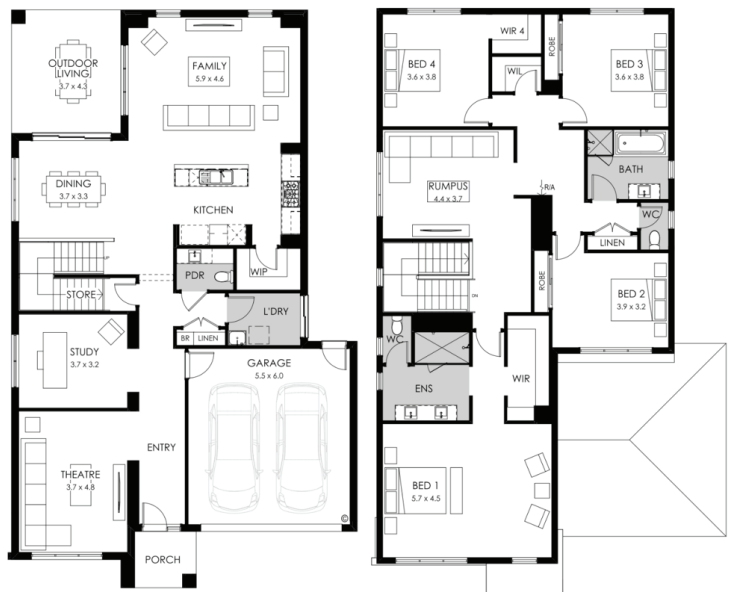 OUTDOOR
LIVING
3.7 x 4.3
FAMILY
5.9 x 4.6
DINING
3.7 x 3.3
KITCHEN
WIP
PDR
STORE
L'DRY
BR
LINEN
STUDY
3.7 x 3.2
GARAGE
5.5 x 6.0
ENTRY
THEATRE
3.7 x 4.8
©
PORCH
WIR 4
ROBE
BED 4
3.6 x 3.8
WIL
BED 3
3.6 x 3.8
BATH
RUMPUS
4.4 x 3.7
R/A
WC
LINEN
ROBE
BED 2
3.9 x 3.2
DN
WC
WIR
ENS
BED 1
5.7 x 4.5